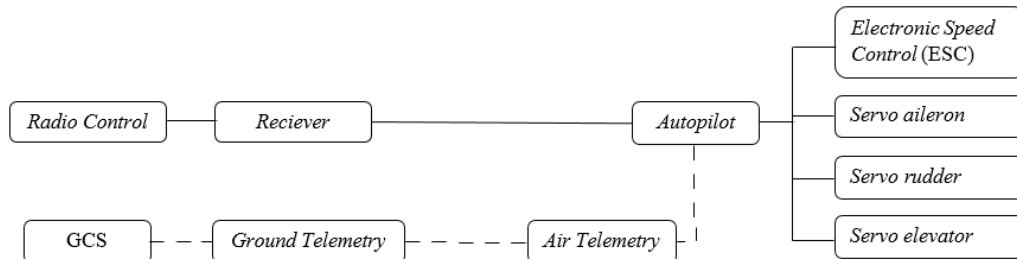 Electronic Speed
Control (ESC)
Radio Control
Reciever
Autopilot
Servo aileron
Servo rudder
GCS
Ground Telemetry
Air Telemetry
Servo elevator